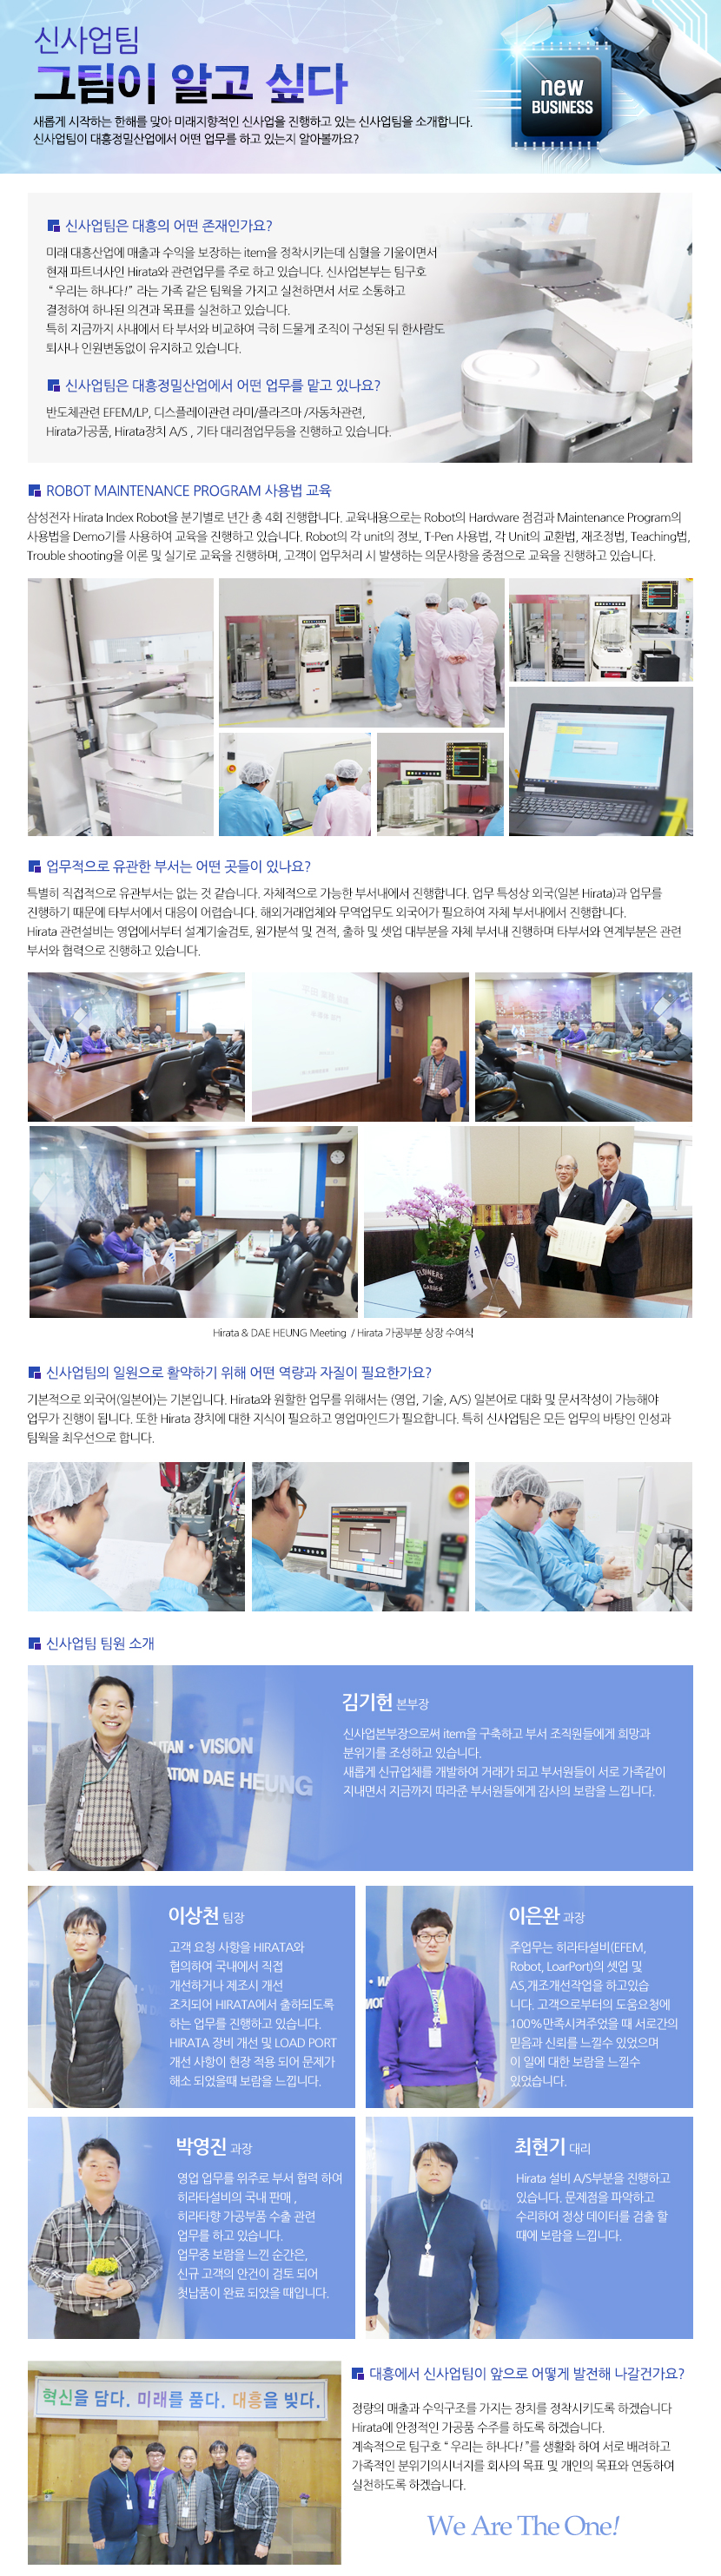 신사업팀
그팀이 알고 싶다
새롭게 시작하는 한해를 맞아 미래지향적인 신사업을 진행하고 있는 신사업팀을 소개합니다.
신사업팀이 대흥정밀산업에서 어떤 업무를 하고 있는지 알아볼까요?
new
BUSINESS
신사업팀은 대흥의 어떤 존재인가요?
미래 대흥산업에 매출과 수익을 보장하는 item을 정착시키는데 심혈을 기울이면서
현재 파트너사인 Hirata와 관련업무를 주로 하고 있습니다. 신사업본부는 팀구호
“ 우리는 하나다!” 라는 가족 같은 팀웍을 가지고 실천하면서 서로 소통하고
결정하여 하나된 의견과 목표를 실천하고 있습니다.
특히 지금까지 사내에서 타 부서와 비교하여 극히 드물게 조직이 구성된 뒤 한사람도
퇴사나 인원변동없이 유지하고 있습니다.
신사업팀은 대흥정밀산업에서 어떤 업무를 맡고 있나요?
반도체관련 EFEM/LP, 디스플레이관련 라미/플라즈마 /자동차관련,
Hirata가공품, Hirata장치 A/S , 기타 대리점업무등을 진행하고 있습니다.
ROBOT MAINTENANCE PROGRAM 사용법 교육
삼성전자 Hirata Index Robot을 분기별로 년간 총 4회 진행합니다. 교육내용으로는 Robot의 Hardware 점검과 Maintenance Program의
사용법을 Demo기를 사용하여 교육을 진행하고 있습니다. Robot의 각 unit의 정보, T-Pen 사용법, 각 Unit의 교환법, 재조정법, Teaching법,
Trouble shooting을 이론 및 실기로 교육을 진행하며, 고객이 업무처리 시 발생하는 의문사항을 중점으로 교육을 진행하고 있습니다.
업무적으로 유관한 부서는 어떤 곳들이 있나요?
특별히 직접적으로 유관부서는 없는 것 같습니다. 자체적으로 가능한 부서내에서 진행합니다. 업무 특성상 외국(일본 Hirata)과 업무를
진행하기 때문에 타부서에서 대응이 어렵습니다. 해외거래업체와 무역업무도 외국어가 필요하여 자체 부서내에서 진행합니다.
Hirata 관련설비는 영업에서부터 설계기술검토, 원가분석 및 견적, 출하 및 셋업 대부분을 자체 부서내 진행하며 타부서와 연계부분은 관련
부서와 협력으로 진행하고 있습니다.
FLOWERS
& GARDEN
Hirata & DAE HEUNG Meeting / Hirata 가공부분 상장 수여식
신사업팀의 일원으로 활약하기 위해 어떤 역량과 자질이 필요한가요?
기본적으로 외국어(일본어)는 기본입니다. Hirata와 원할한 업무를 위해서는 (영업, 기술, A/S) 일본어로 대화 및 문서작성이 가능해야
업무가 진행이 됩니다. 또한 Hirata 장치에 대한 지식이 필요하고 영업마인드가 필요합니다. 특히 신사업팀은 모든 업무의 바탕인 인성과
팀웍을 최우선으로 합니다.
신사업팀 팀원 소개
VISION
DAE HEUNG
김기헌 본부장
신사업본부장으로써 item을 구축하고 부서 조직원들에게 희망과
분위기를 조성하고 있습니다.
새롭게 신규업체를 개발하여 거래가 되고 부서원들이 서로 가족같이
지내면서 지금까지 따라준 부서원들에게 감사의 보람을 느낍니다.
이상천 팀장
고객 요청 사항을 HIRATA와
협의하여 국내에서 직접
개선하거나 제조시 개선
조치되어 HIRATA에서 출하되도록
하는 업무를 진행하고 있습니다.
HIRATA 장비 개선 및 LOAD PORT
개선 사항이 현장 적용 되어 문제가
해소 되었을때 보람을 느낍니다.
이은완 과장
주업무는 히라타설비(EFEM,
Robot, LoarPort)의 셋업 및
AS,개조개선작업을 하고있습
니다. 고객으로부터의 도움요청에
100%만족시켜주었을 때 서로간의
믿음과 신뢰를 느낄수 있었으며
이 일에 대한 보람을 느낄수
있었습니다.
박영진 과장
영업 업무를 위주로 부서 협력 하여
히라타설비의 국내 판매 ,
히라타향 가공부품 수출 관련
업무를 하고 있습니다.
업무중 보람을 느낀 순간은,
신규 고객의 안건이 검토 되어
첫납품이 완료 되었을 때입니다.
최현기 대리
Hirata 설비 A/S부분을 진행하고
있습니다. 문제점을 파악하고
수리하여 정상 데이터를 검출 할
때에 보람을 느낍니다.
혁신을 담다. 미래를 품다. 대흥을 빚다.
대흥에서 신사업팀이 앞으로 어떻게 발전해 나갈건가요?
정량의 매출과 수익구조를 가지는 장치를 정착시키도록 하겠습니다
Hirata에 안정적인 가공품 수주를 하도록 하겠습니다.
계속적으로 팀구호 “ 우리는 하나다!”를 생활화 하여 서로 배려하고
가족적인 분위기의시너지를 회사의 목표 및 개인의 목표와 연동하여
실천하도록 하겠습니다.
We Are The One!